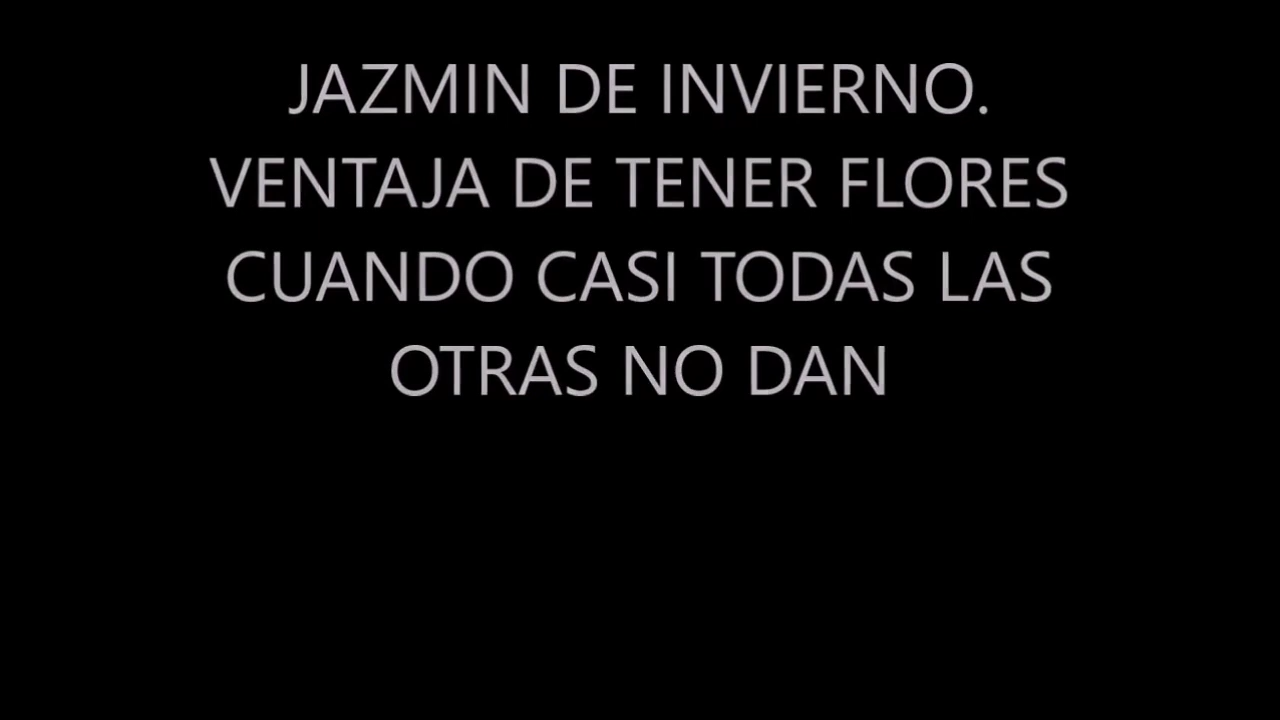 JAZMIN DE INVIERNO.
VENTAJA DE TENER FLORES
CUANDO CASI TODAS LAS
OTRAS NO DAN